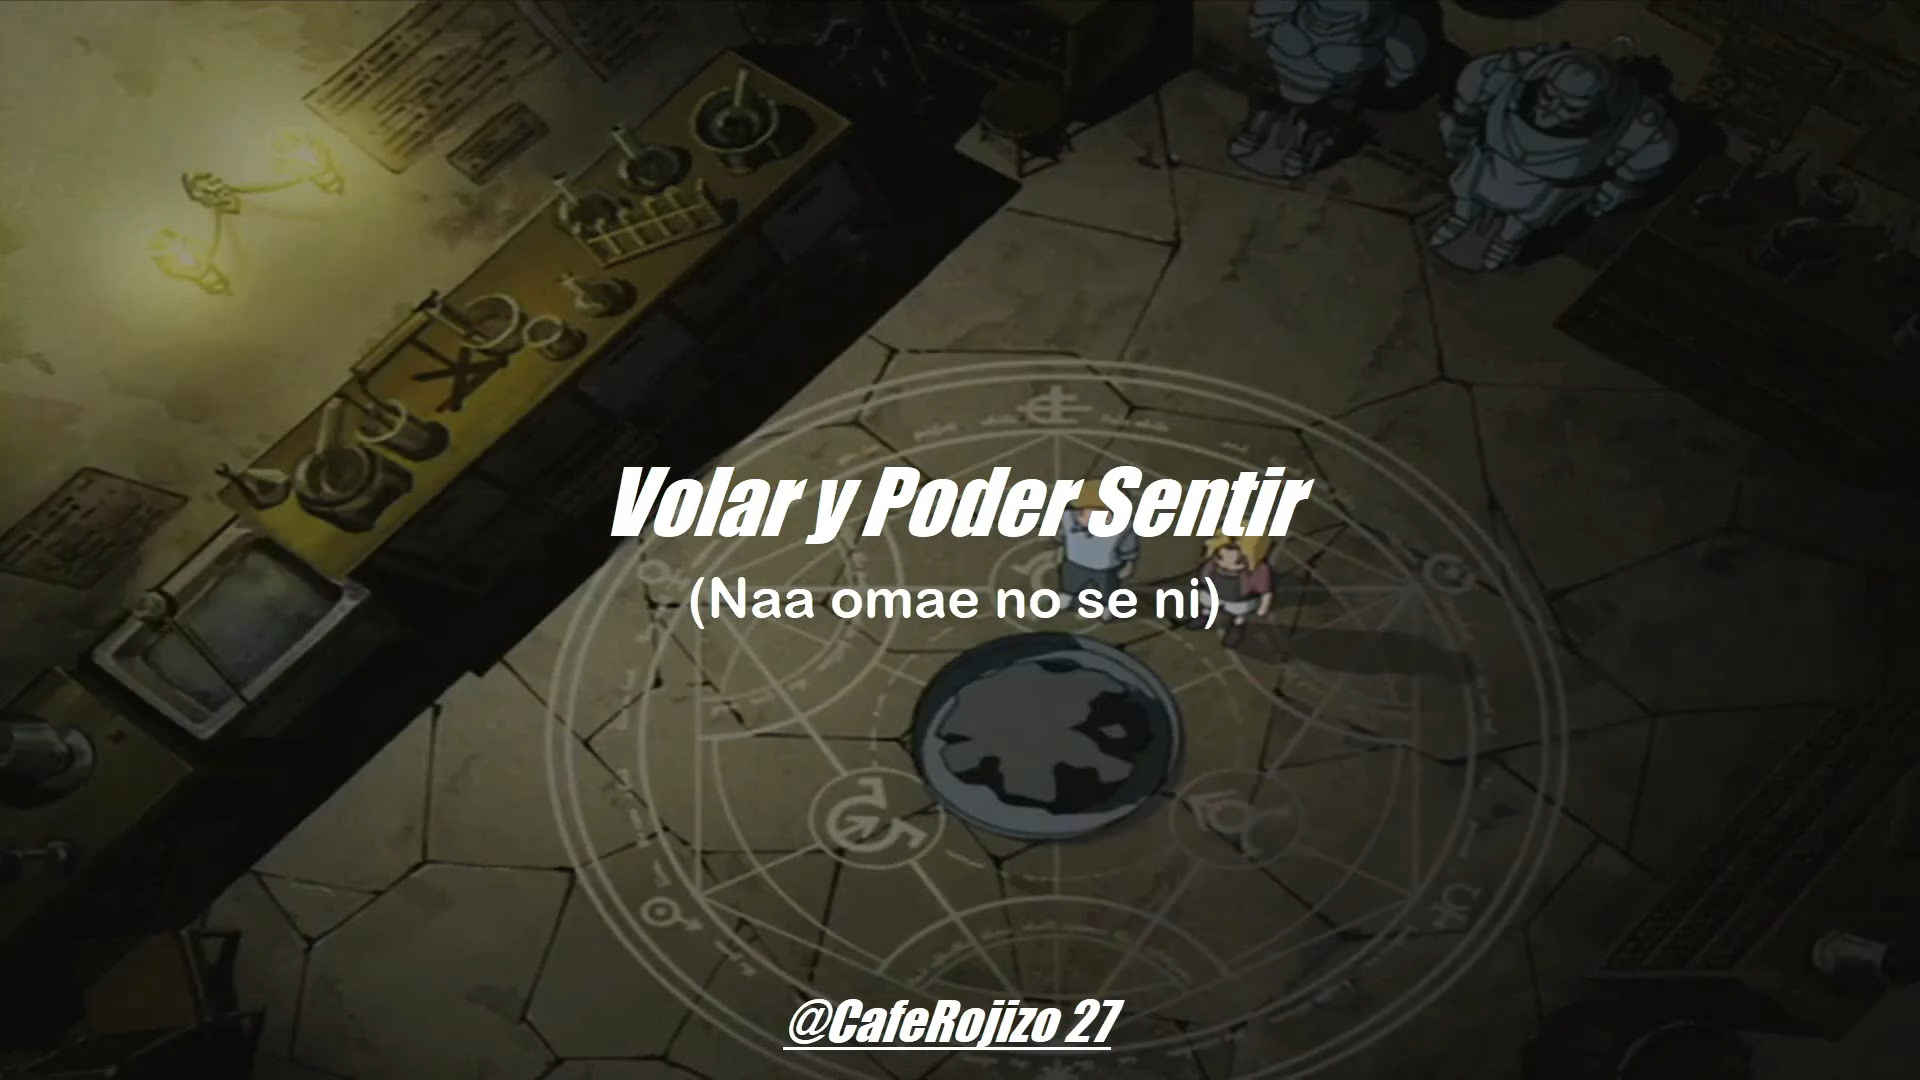 Volar y Poder Sentir
(Naa omae no se ni)
@CafeRojizo 27